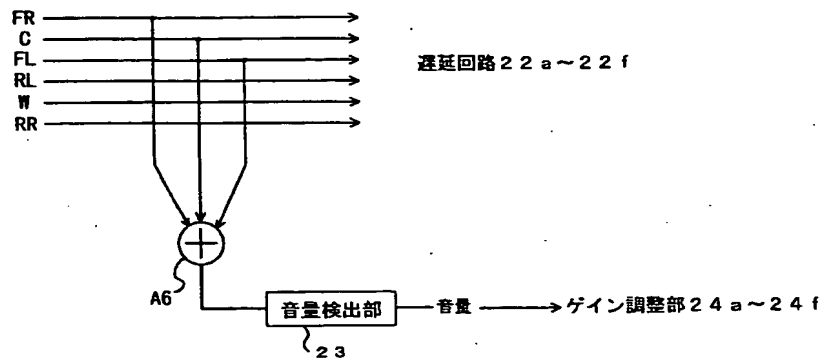 FR
C
FL
遅延回路22a～22f
RL
W
RR
A6
音量検出部
音量
ゲイン調整部24a～24f
23